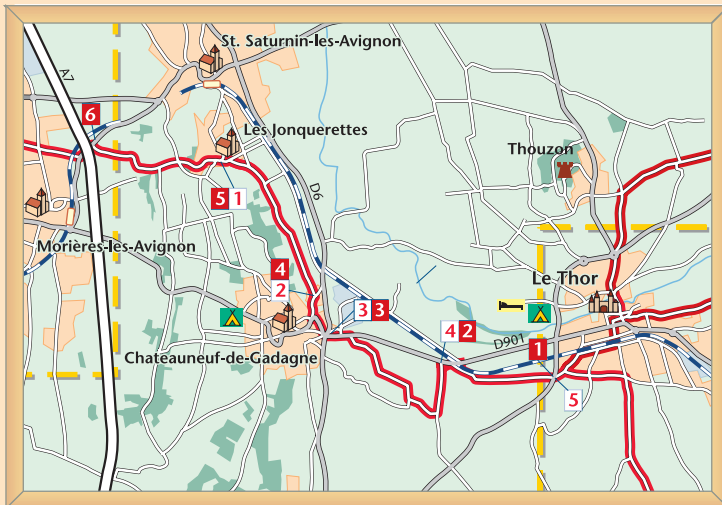 St. Saturnin-les-Avignon
A7
6
Les Jonquerettes
Thouzon
D6
5 1
Morières-les-Avignon
4
2
Le Thor
3 3
4 2
D901
Chateauneuf-de-Gadagne
1
5